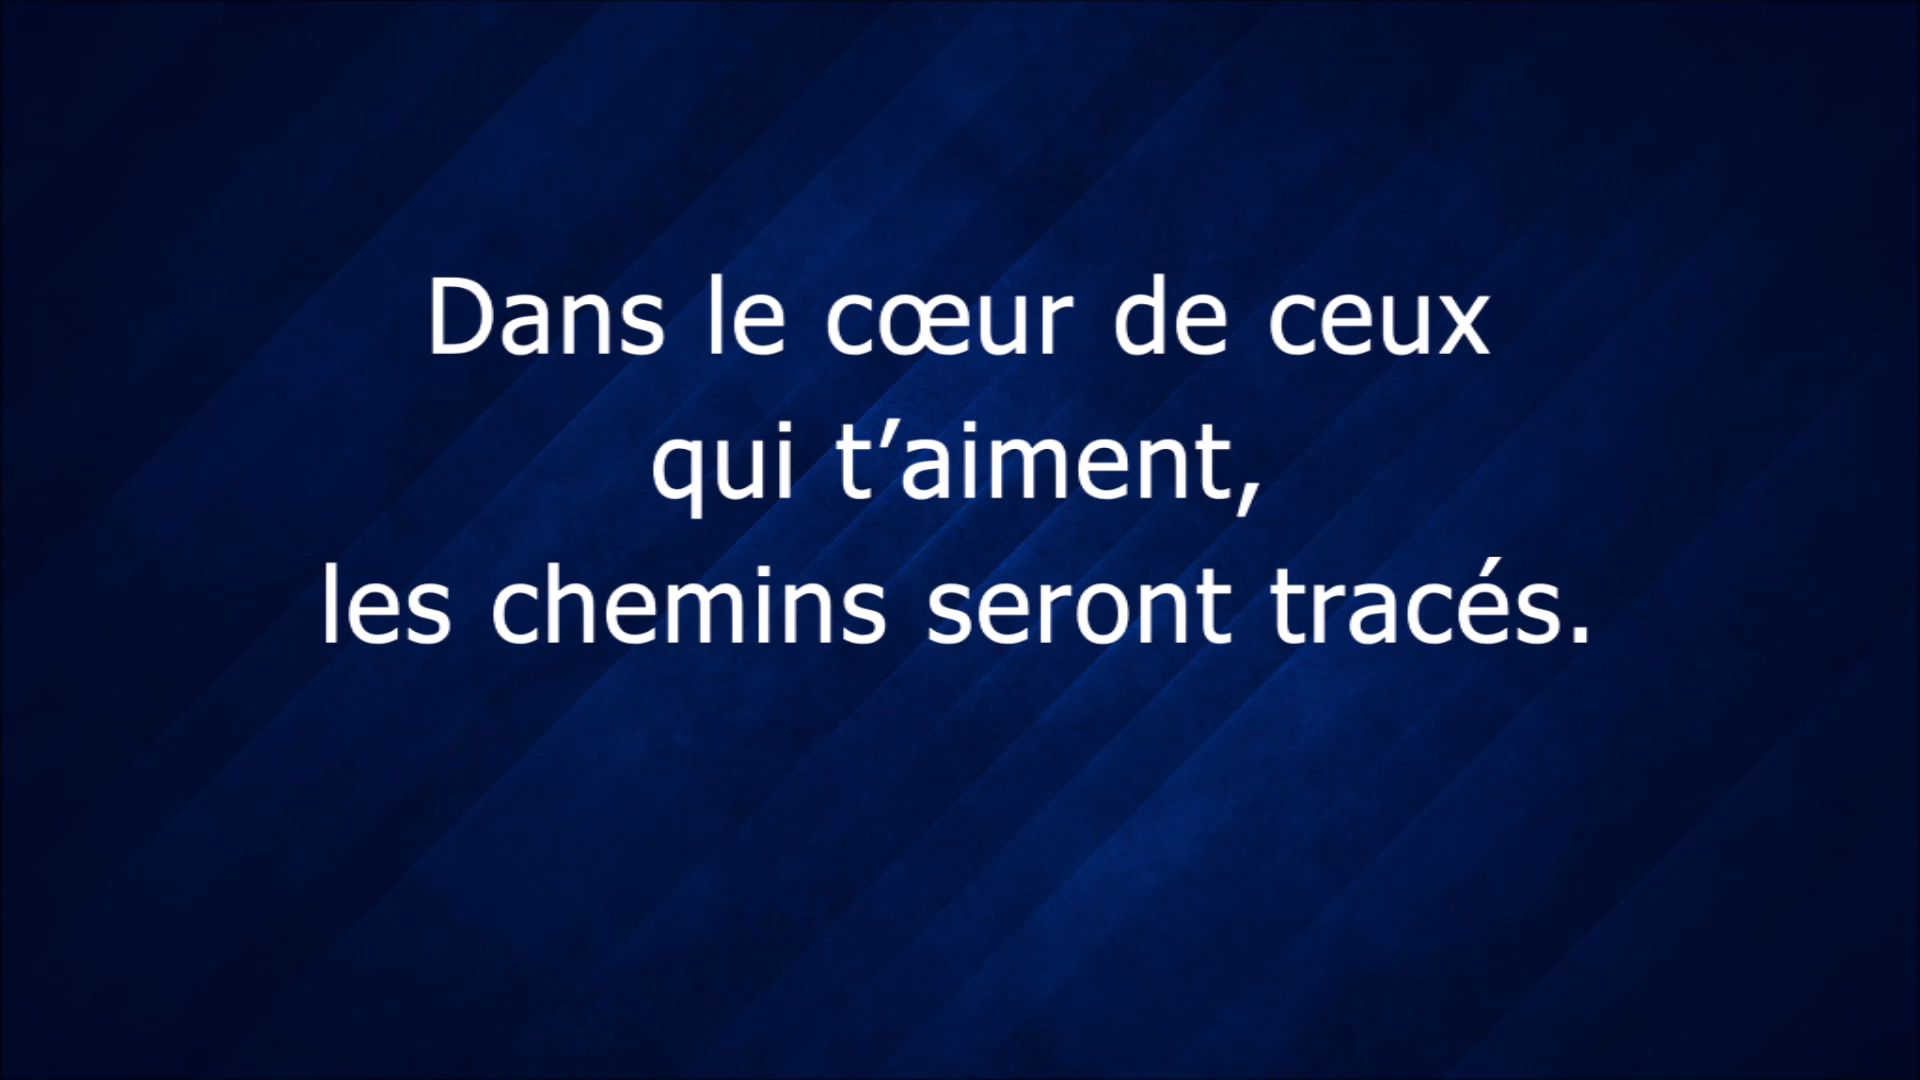 Dans le cœur de ceux
qui t’aiment,
les chemins seront tracés.